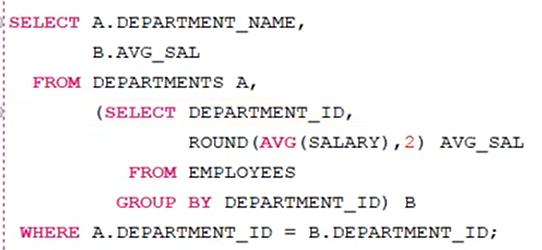 SELECT A.DEPARTMENT_NAME,
B.AVG_SAL
FROM DEPARTMENTS A,
(SELECT DEPARTMENT_ID,
ROUND(AVG(SALARY),2) AVG_SAL
FROM EMPLOYEES
GROUP BY DEPARTMENT_ID) B
WHERE A.DEPARTMENT_ID = B.DEPARTMENT_ID;